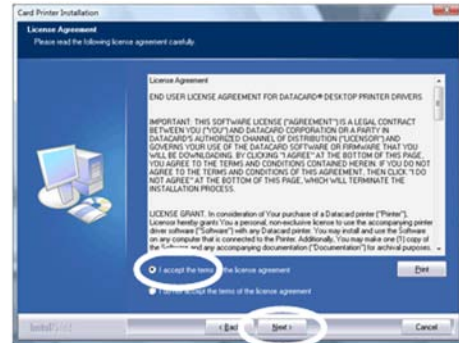 Card Printer Installation
License Agreement
Please read the following license agreement carefully.
License Agreement
END USER LICENSE AGREEMENT FOR DATACARD® DESKTOP PRINTER DRIVERS
IMPORTANT: THIS SOFTWARE LICENSE ("AGREEMENT") IS A LEGAL CONTRACT
BETWEEN YOU ("YOU") AND DATACARD CORPORATION OR A PARTY IN
DATACARD'S AUTHORIZED CHANNEL OF DISTRIBUTION ("LICENSOR") AND
GOVERNS YOUR USE OF THE DATACARD SOFTWARE OR FIRMWARE THAT YOU
WILL BE DOWNLOADING. BY CLICKING "I AGREE" AT THE BOTTOM OF THIS PAGE,
YOU AGREE TO THE TERMS AND CONDITIONS CONTAINED HEREIN. IF YOU DO NOT
AGREE TO THE TERMS AND CONDITIONS OF THIS AGREEMENT, THEN CLICK "I DO
NOT AGREE" AT THE BOTTOM OF THIS PAGE, WHICH WILL TERMINATE THE
INSTALLATION PROCESS.
LICENSE GRANT. In consideration of Your purchase of a Datacard printer ("Printer"),
Licensor hereby grants You a personal, non-exclusive license to use the accompanying printer
driver software ("Software") with any Datacard printer. You may install and use the Software
on any computer that is connected to the Printer. Additionally, You may make one (1) copy of
the Software and any accompanying documentation ("Documentation") for archival purposes.
I accept the terms of the license agreement
Print
I do not accept the terms of the license agreement
InstallShield
< Back
Next >
Cancel